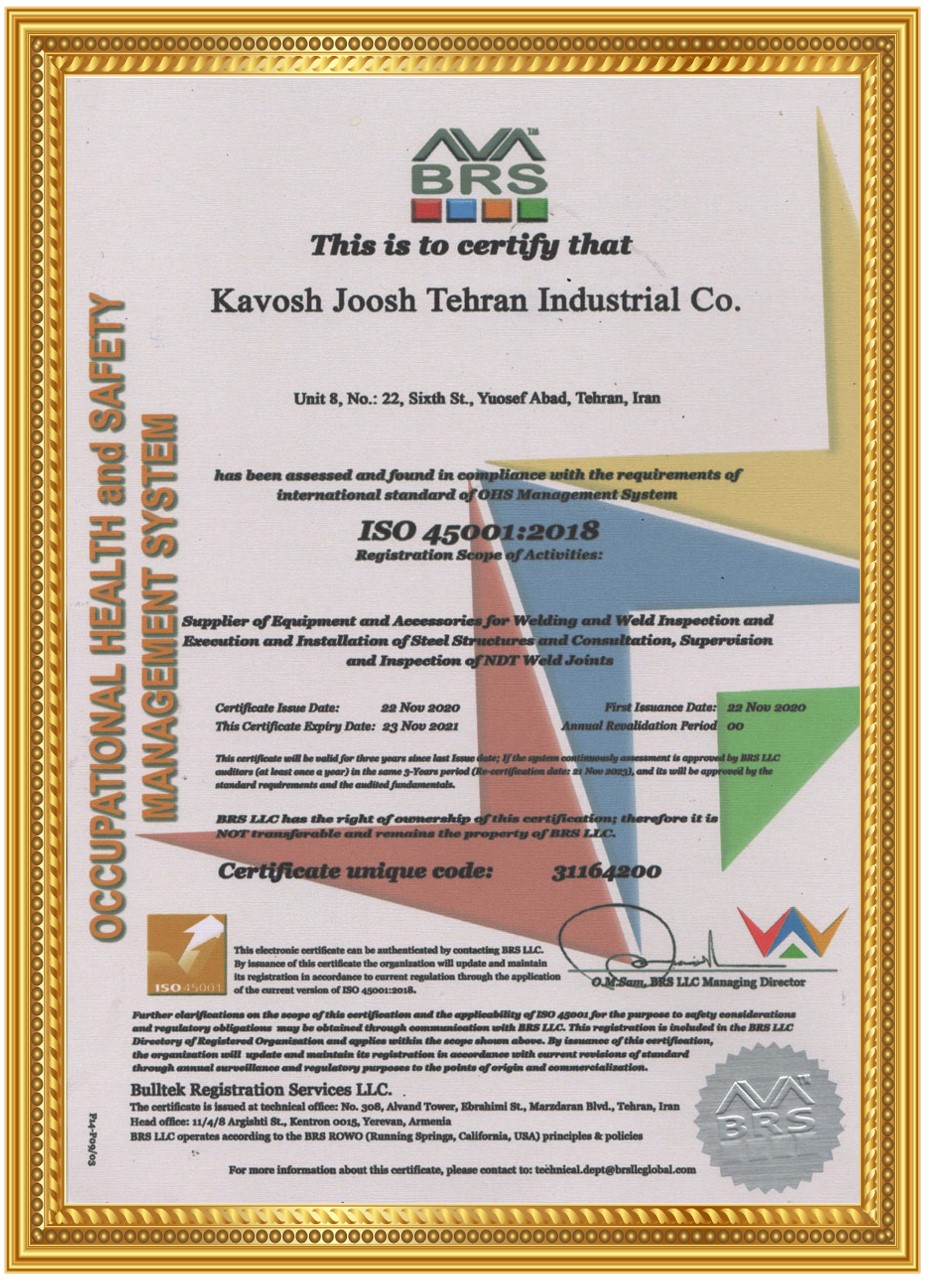 AVA™
BRS
This is to certify that
Kavosh Joosh Tehran Industrial Co.
Unit 8, No.: 22, Sixth St., Yuosef Abad, Tehran, Iran
has been assessed and found in compliance with the requirements of
international standard of OHS Management System
ISO 45001:2018
Registration Scope of Activities:
Supplier of Equipment and Accessories for Welding and Weld Inspection and
Execution and Installation of Steel Structures and Consultation, Supervision
and Inspection of NDT Weld Joints
Certificate Issue Date: 22 Nov 2020 First Issuance Date: 22 Nov 2020
This Certificate Expiry Date: 23 Nov 2021 Annual Revalidation Period 00
This certificate will be valid for three years since last Issue date; If the system continuously assessment is approved by BRS LLC
auditors (at least once a year) in the same 3-Years period (Re-certification date: 21 Nov 2023), and its will be approved by the
standard requirements and the audited fundamentals.
BRS LLC has the right of ownership of this certification; therefore it is
NOT transferable and remains the property of BRS LLC.
Certificate unique code: 31164200
OCCUPATIONAL HEALTH and SAFETY
MANAGEMENT SYSTEM
ISO 45001
This electronic certificate can be authenticated by contacting BRS LLC.
By issuance of this certificate the organization will update and maintain
its registration in accordance to current regulation through the application
of the current version of ISO 45001:2018.
O.M.Sam, BRS LLC Managing Director
Further clarifications on the scope of this certification and the applicability of ISO 45001 for the purpose to safety considerations
and regulatory obligations may be obtained through communication with BRS LLC. This registration is included in the BRS LLC
Directory of Registered Organization and applies within the scope shown above. By issuance of this certification,
the organization will update and maintain its registration in accordance with current revisions of standard
through annual surveillance and regulatory purposes to the points of origin and commercialization.
Bulltek Registration Services LLC.
The certificate is issued at technical office: No. 308, Alvand Tower, Ebrahimi St., Marzdaran Blvd., Tehran, Iran
Head office: 11/4/8 Argishti St., Kentron 0015, Yerevan, Armenia
BRS LLC operates according to the BRS ROWO (Running Springs, California, USA) principles & policies
For more information about this certificate, please contact to: technical.dept@brsllcglobal.com
F14-P09/03
AVA™
BRS